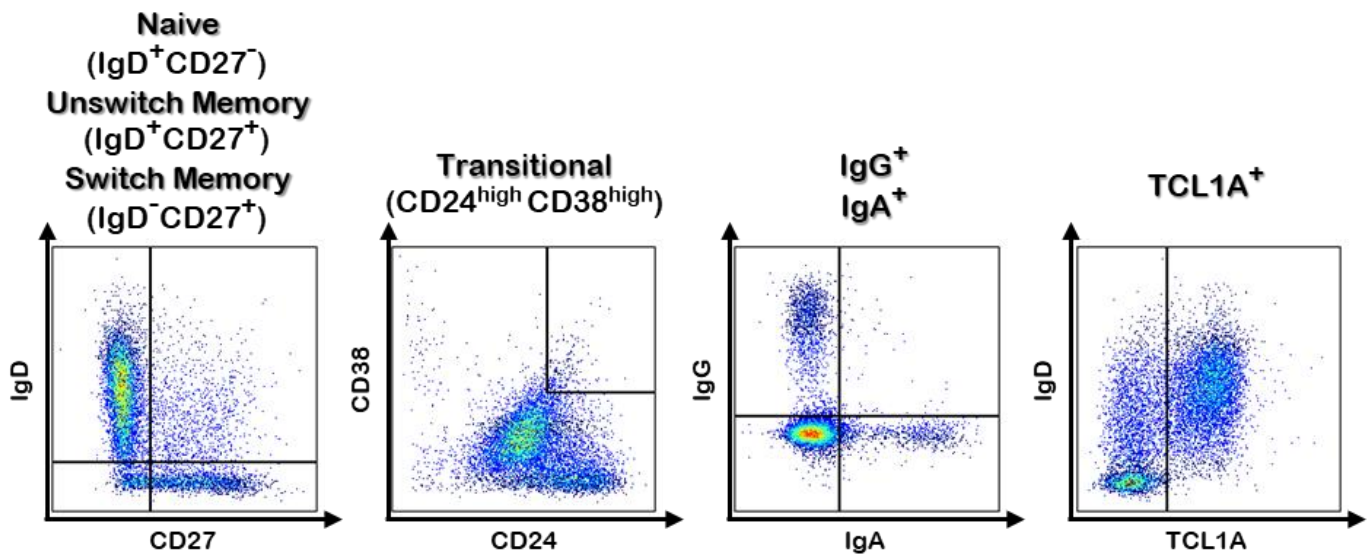 Naive
(IgD⁺CD27⁻)
Unswitch Memory
(IgD⁺CD27⁺)
Switch Memory
(IgD⁻CD27⁺)
Transitional
(CD24ʰⁱᵍʰ CD38ʰⁱᵍʰ)
IgG⁺
IgA⁺
TCL1A⁺
IgD
CD27
CD38
CD24
IgG
IgA
IgD
TCL1A